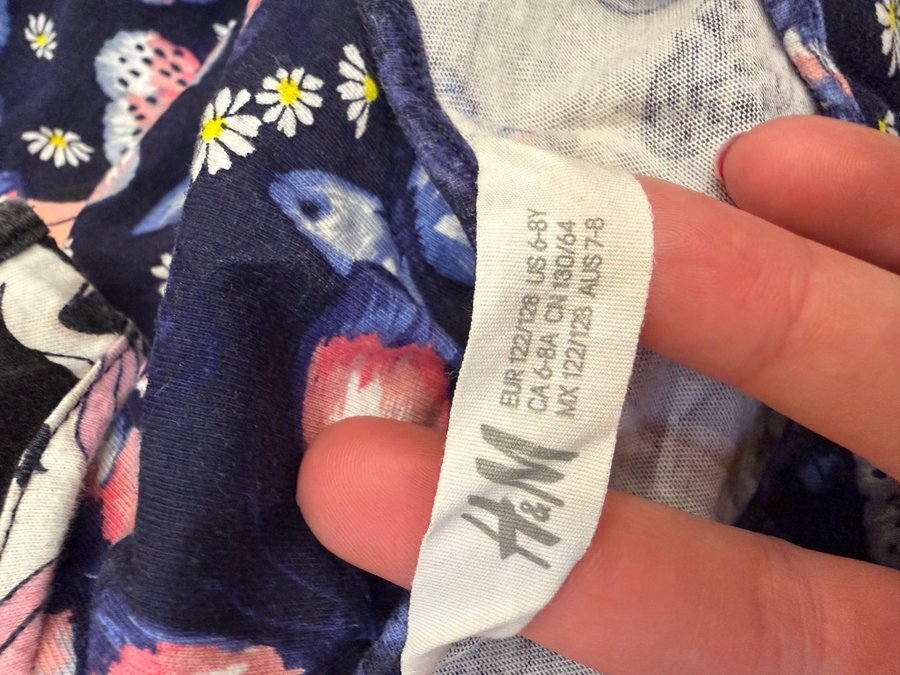 EUR 122/128 US 6-8Y
CA 6-8A CN 130/64
MX 122/128 AUS 7-8
H&M